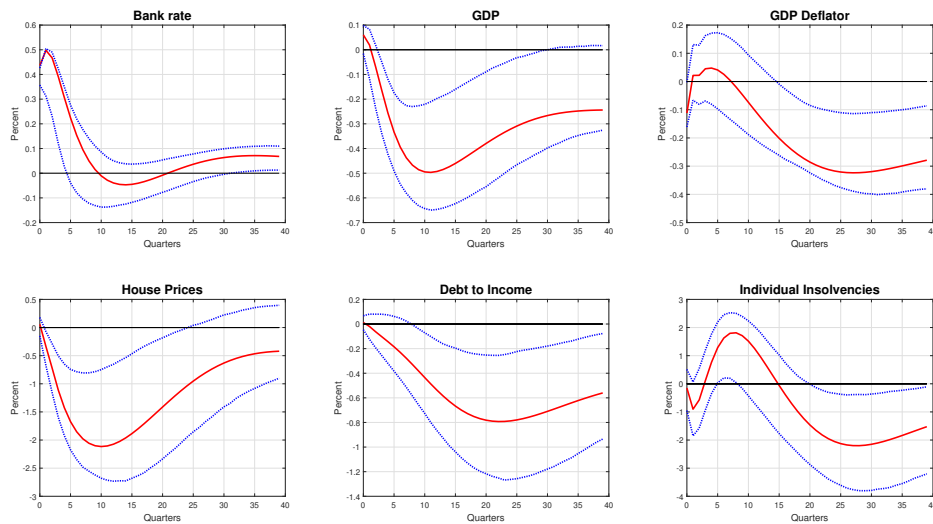 Bank rate
Percent
0.6
0.5
0.4
0.3
0.2
0.1
0
-0.1
-0.2
0 5 10 15 20 25 30 35 40
Quarters
GDP
Percent
0.1
0
-0.1
-0.2
-0.3
-0.4
-0.5
-0.6
-0.7
0 5 10 15 20 25 30 35 40
Quarters
GDP Deflator
Percent
0.2
0.1
0
-0.1
-0.2
-0.3
-0.4
-0.5
0 5 10 15 20 25 30 35 40
Quarters
House Prices
Percent
0.5
0
-0.5
-1
-1.5
-2
-2.5
-3
0 5 10 15 20 25 30 35 40
Quarters
Debt to Income
Percent
0.2
0
-0.2
-0.4
-0.6
-0.8
-1
-1.2
-1.4
0 5 10 15 20 25 30 35 40
Quarters
Individual Insolvencies
Percent
3
2
1
0
-1
-2
-3
-4
0 5 10 15 20 25 30 35 40
Quarters